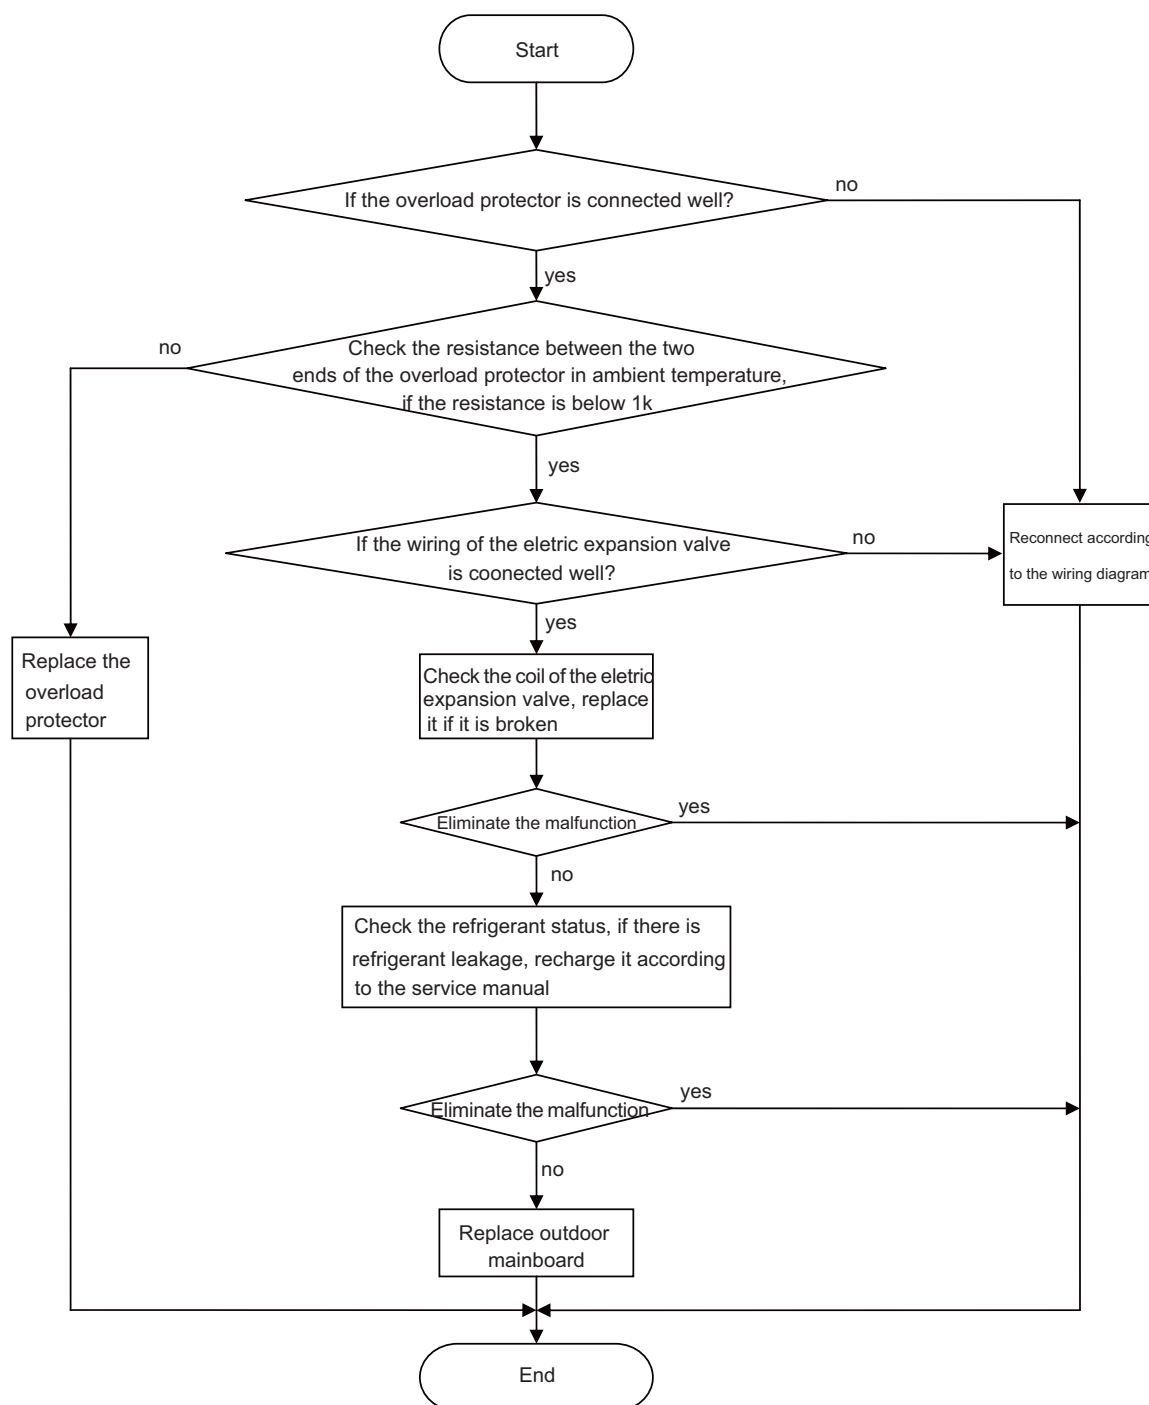 Start
If the overload protector is connected well?
no
yes
no
Check the resistance between the two
ends of the overload protector in ambient temperature,
if the resistance is below 1k
yes
If the wiring of the eletric expansion valve
is coonected well?
no
Reconnect according
to the wiring diagram
yes
Replace the
overload
protector
Check the coil of the eletric
expansion valve, replace
it if it is broken
Eliminate the malfunction
yes
no
Check the refrigerant status, if there is
refrigerant leakage, recharge it according
to the service manual
Eliminate the malfunction
yes
no
Replace outdoor
mainboard
End